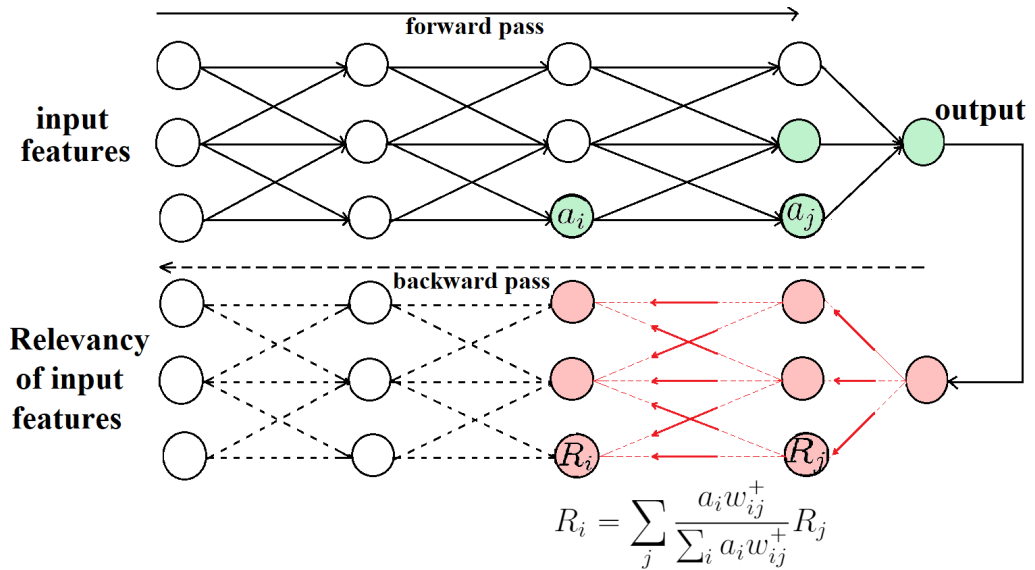 forward pass
input
features
output
a_i
a_j
backward pass
Relevancy
of input
features
R_i
R_j
R_i = \sum_j \frac{a_i w_{ij}^+}{\sum_i a_i w_{ij}^+} R_j